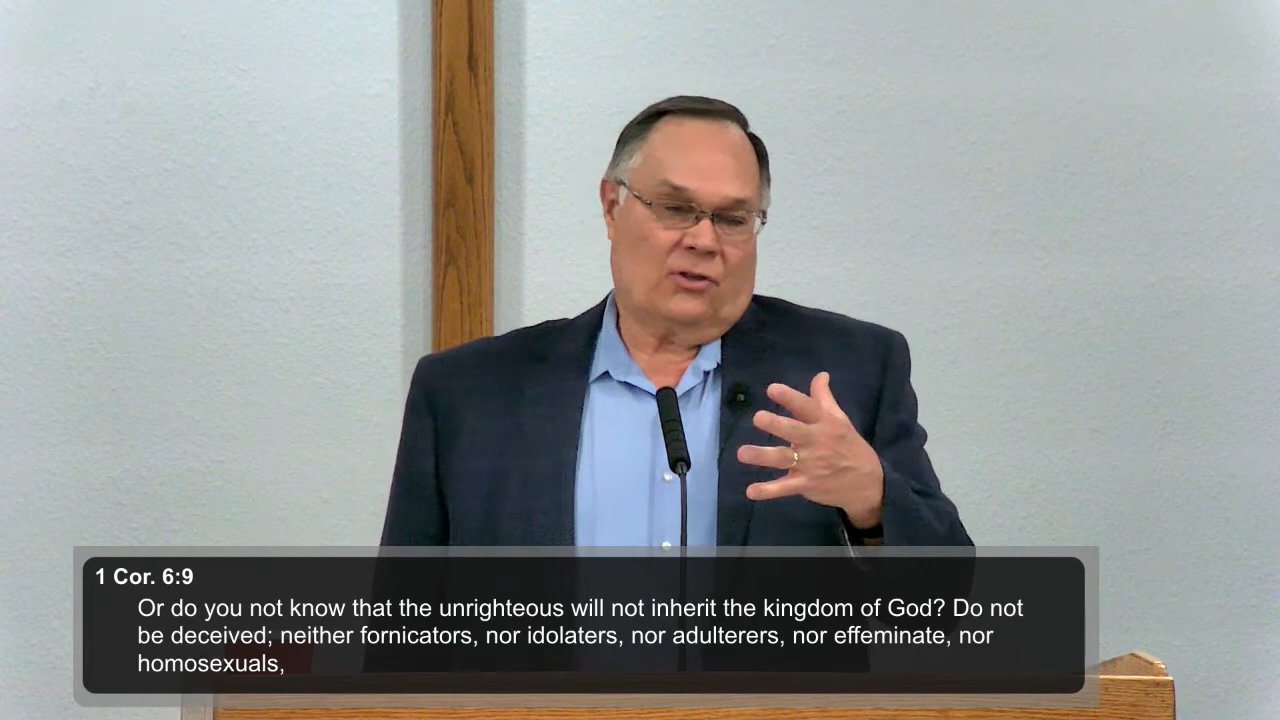 1 Cor. 6:9
Or do you not know that the unrighteous will not inherit the kingdom of God? Do not
be deceived; neither fornicators, nor idolaters, nor adulterers, nor effeminate, nor
homosexuals,